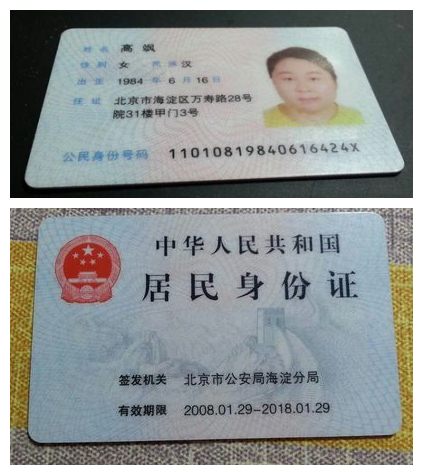 姓名 高飒
性别 女 民族 汉
出生 1984 年 6 月 16 日
住址 北京市海淀区万寿路28号
院31楼甲门3号
公民身份号码 11010819840616424X
中华人民共和国
居民身份证
签发机关 北京市公安局海淀分局
有效期限 2008.01.29-2018.01.29